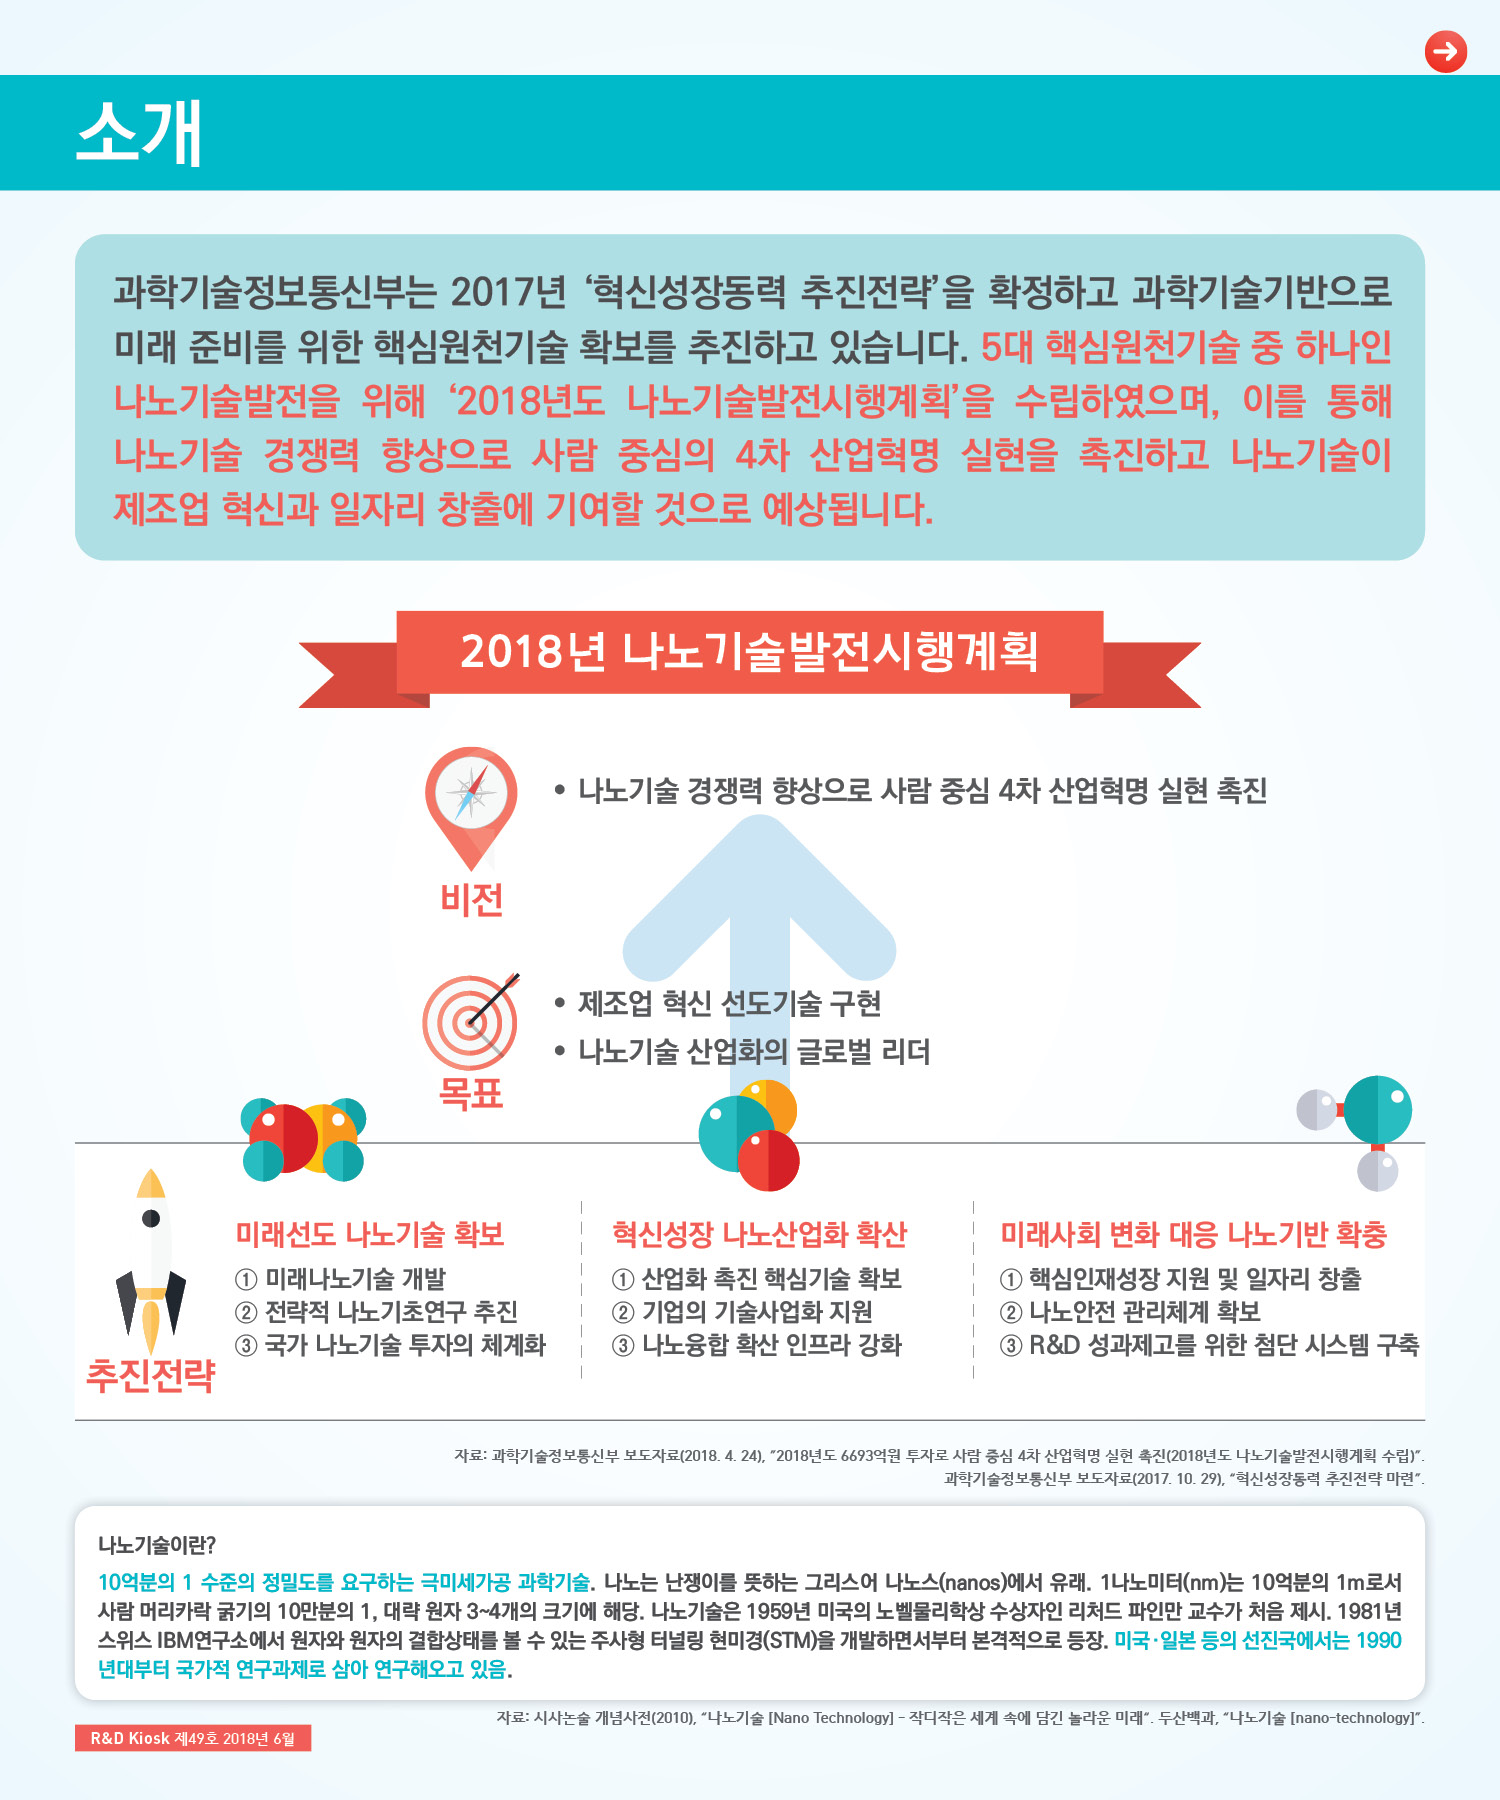 소개
과학기술정보통신부는 2017년 ‘혁신성장동력 추진전략’을 확정하고 과학기술기반으로
미래 준비를 위한 핵심원천기술 확보를 추진하고 있습니다. 5대 핵심원천기술 중 하나인
나노기술발전을 위해 ‘2018년도 나노기술발전시행계획’을 수립하였으며, 이를 통해
나노기술 경쟁력 향상으로 사람 중심의 4차 산업혁명 실현을 촉진하고 나노기술이
제조업 혁신과 일자리 창출에 기여할 것으로 예상됩니다.
2018년 나노기술발전시행계획
• 나노기술 경쟁력 향상으로 사람 중심 4차 산업혁명 실현 촉진
비전
• 제조업 혁신 선도기술 구현
• 나노기술 산업화의 글로벌 리더
목표
추진전략
미래선도 나노기술 확보
① 미래나노기술 개발
② 전략적 나노기초연구 추진
③ 국가 나노기술 투자의 체계화
혁신성장 나노산업화 확산
① 산업화 촉진 핵심기술 확보
② 기업의 기술사업화 지원
③ 나노융합 확산 인프라 강화
미래사회 변화 대응 나노기반 확충
① 핵심인재성장 지원 및 일자리 창출
② 나노안전 관리체계 확보
③ R&D 성과제고를 위한 첨단 시스템 구축
자료: 과학기술정보통신부 보도자료(2018. 4. 24), “2018년도 6693억원 투자로 사람 중심 4차 산업혁명 실현 촉진(2018년도 나노기술발전시행계획 수립)”.
과학기술정보통신부 보도자료(2017. 10. 29), “혁신성장동력 추진전략 마련”.
나노기술이란?
10억분의 1 수준의 정밀도를 요구하는 극미세가공 과학기술. 나노는 난쟁이를 뜻하는 그리스어 나노스(nanos)에서 유래. 1나노미터(nm)는 10억분의 1m로서
사람 머리카락 굵기의 10만분의 1, 대략 원자 3~4개의 크기에 해당. 나노기술은 1959년 미국의 노벨물리학상 수상자인 리처드 파인만 교수가 처음 제시. 1981년
스위스 IBM연구소에서 원자와 원자의 결합상태를 볼 수 있는 주사형 터널링 현미경(STM)을 개발하면서부터 본격적으로 등장. 미국·일본 등의 선진국에서는 1990
년대부터 국가적 연구과제로 삼아 연구해오고 있음.
자료: 시사논술 개념사전(2010), “나노기술 [Nano Technology] - 작디작은 세계 속에 담긴 놀라운 미래“. 두산백과, “나노기술 [nano-technology]”.
R&D Kiosk 제49호 2018년 6월